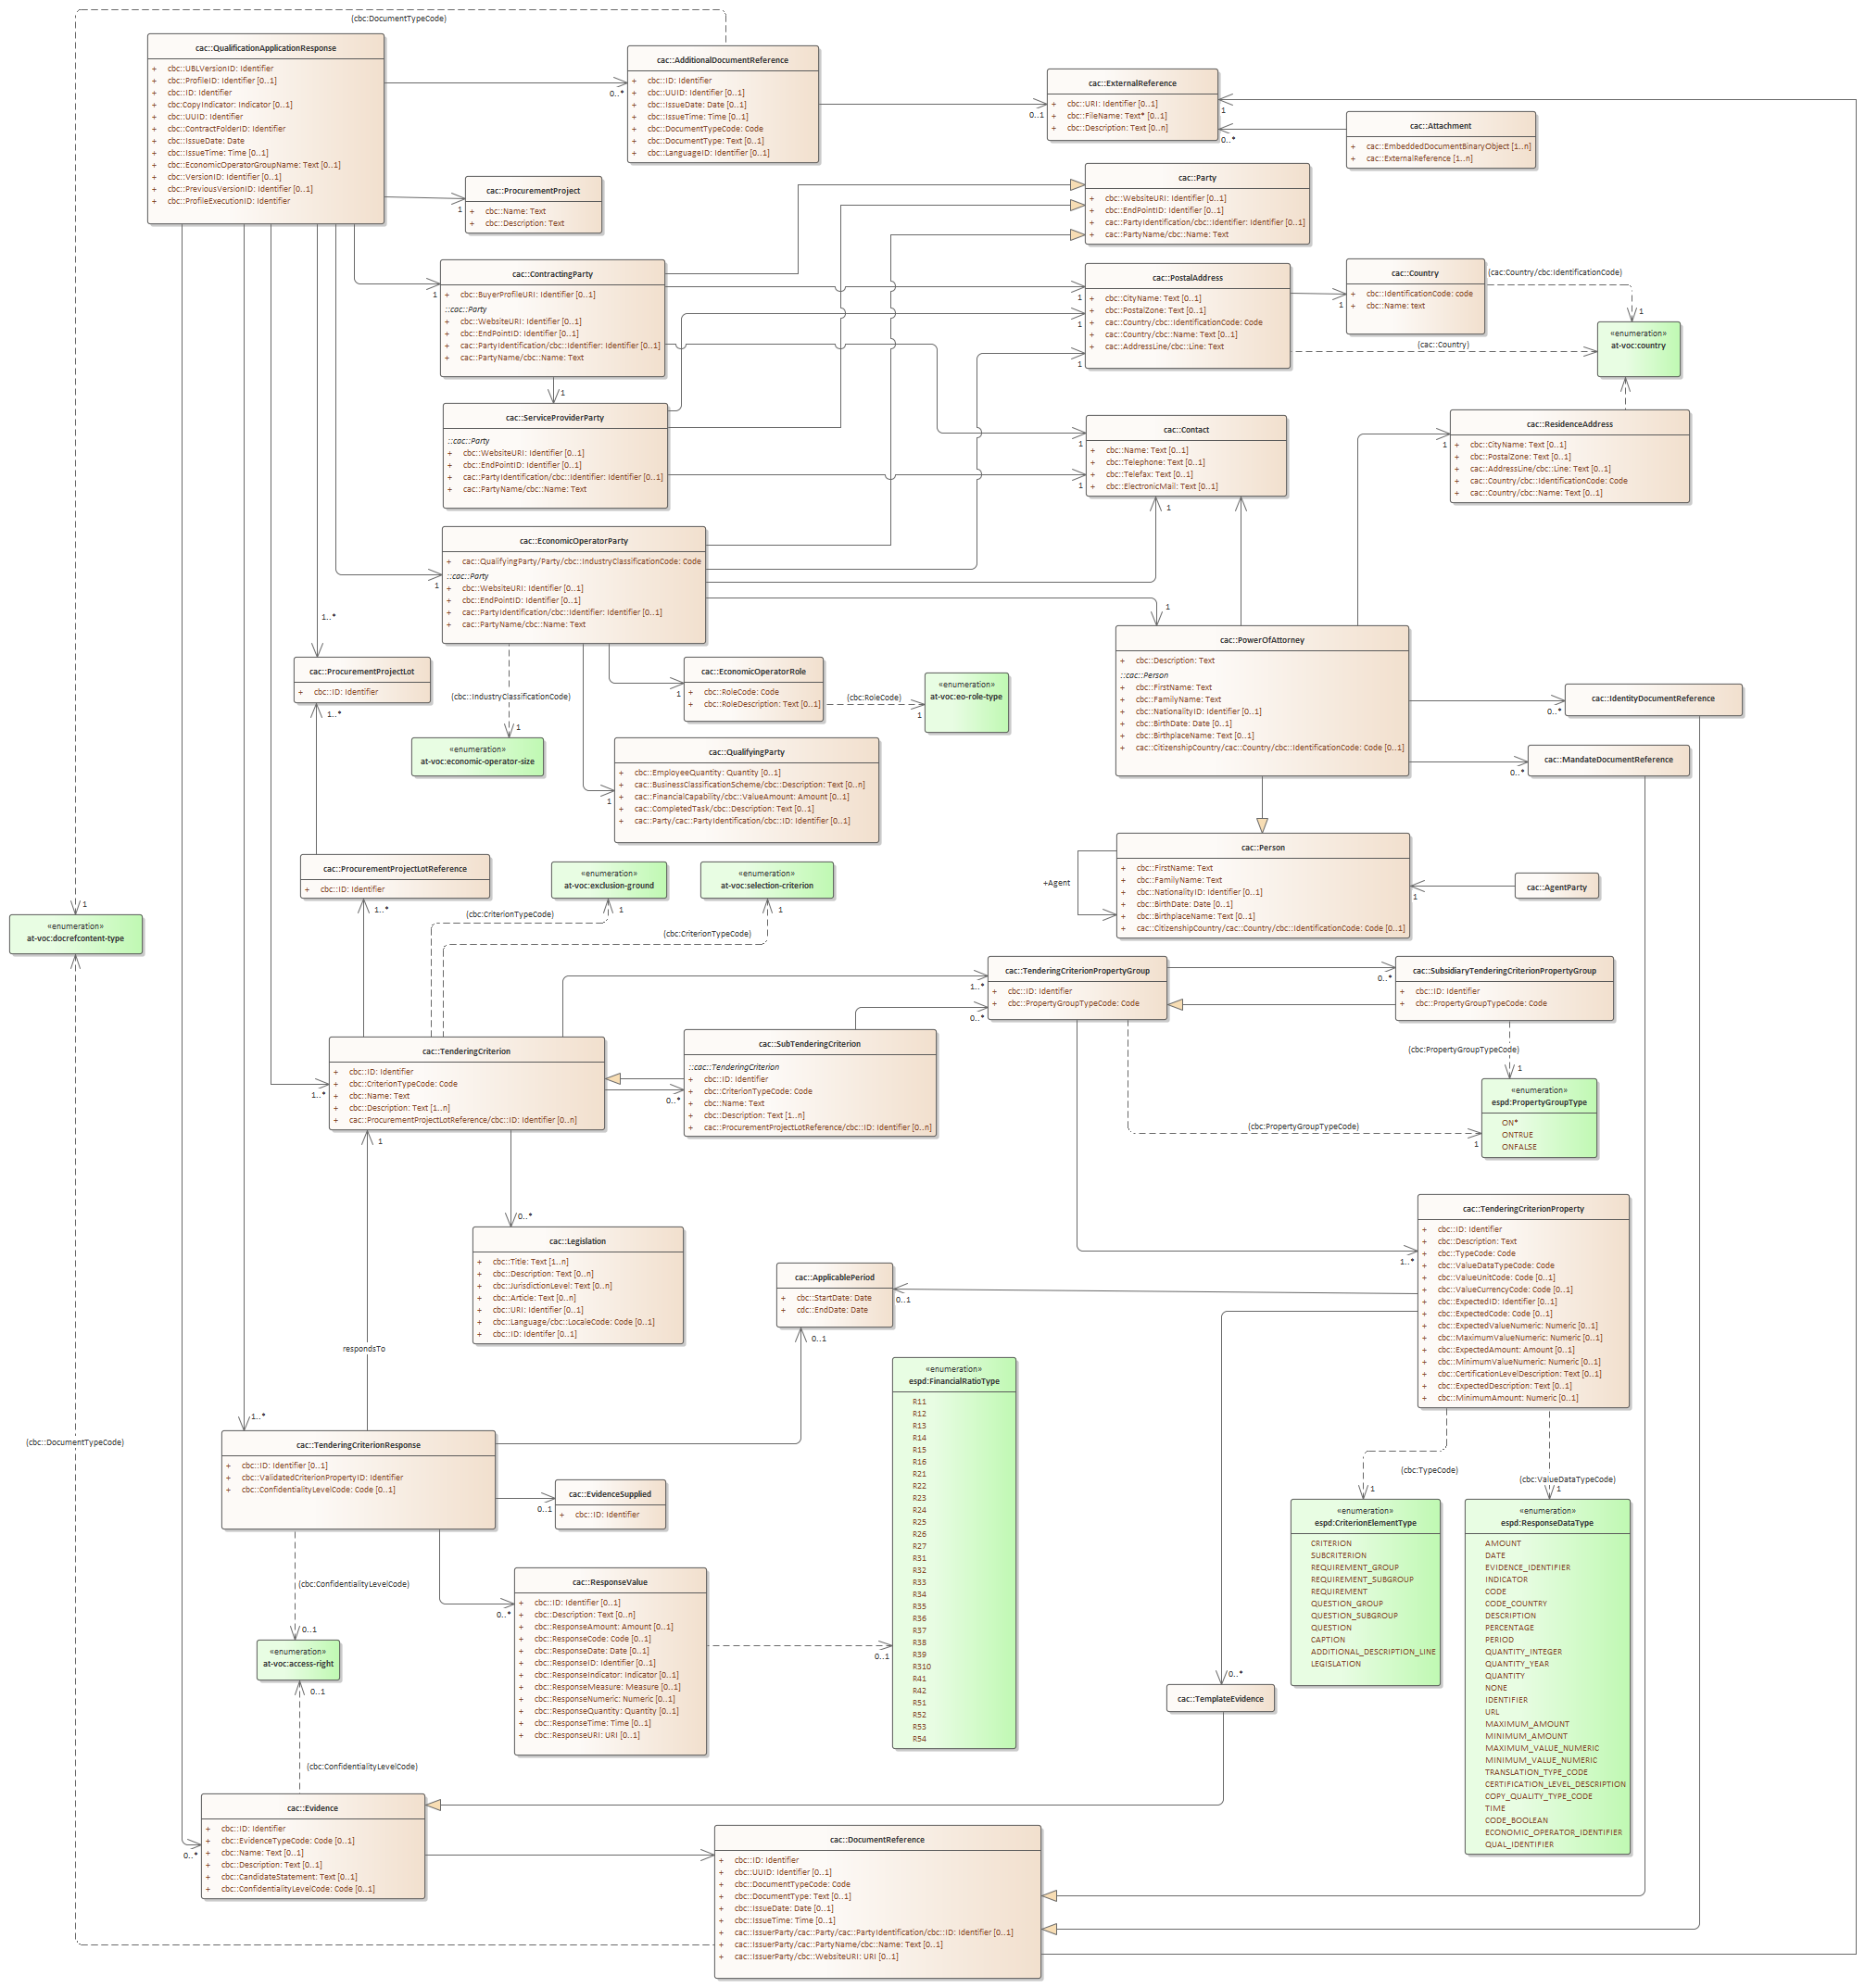 {cbc:DocumentTypeCode}
cac::QualificationApplicationResponse
+ cbc::UBLVersionID: Identifier
+ cbc::ProfileID: Identifier [0..1]
+ cbc::ID: Identifier
+ cbc:CopyIndicator: Indicator [0..1]
+ cbc::UUID: Identifier
+ cbc::ContractFolderID: Identifier
+ cbc::IssueDate: Date
+ cbc::IssueTime: Time [0..1]
+ cbc::EconomicOperatorGroupName: Text [0..1]
+ cbc::VersionID: Identifier [0..1]
+ cbc::PreviousVersionID: Identifier [0..1]
+ cbc::ProfileExecutionID: Identifier
cac::AdditionalDocumentReference
+ cbc::ID: Identifier
+ cbc::UUID: Identifier [0..1]
+ cbc::IssueDate: Date [0..1]
+ cbc::IssueTime: Time [0..1]
+ cbc::DocumentTypeCode: Code
+ cbc::DocumentType: Text [0..1]
+ cbc::LanguageID: Identifier [0..1]
0..*
cac::ExternalReference
+ cbc::URI: Identifier [0..1]
+ cbc::FileName: Text* [0..1]
+ cbc::Description: Text [0..n]
0..1
1
0..*
cac::Attachment
+ cac::EmbeddedDocumentBinaryObject [1..n]
+ cac::ExternalReference [1..n]
cac::ProcurementProject
+ cbc::Name: Text
+ cbc::Description: Text
1
cac::Party
+ cbc::WebsiteURI: Identifier [0..1]
+ cbc::EndPointID: Identifier [0..1]
+ cac::PartyIdentification/cbc::Identifier: Identifier [0..1]
+ cac::PartyName/cbc::Name: Text
cac::ContractingParty
+ cbc::BuyerProfileURI: Identifier [0..1]
::cac::Party
+ cbc::WebsiteURI: Identifier [0..1]
+ cbc::EndPointID: Identifier [0..1]
+ cac::PartyIdentification/cbc::Identifier: Identifier [0..1]
+ cac::PartyName/cbc::Name: Text
1
1
cac::PostalAddress
+ cbc::CityName: Text [0..1]
+ cbc::PostalZone: Text [0..1]
+ cac::Country/cbc::IdentificationCode: Code
+ cac::Country/cbc::Name: Text [0..1]
+ cac::AddressLine/cbc::Line: Text
1
1
1
cac::Country
+ cbc::IdentificationCode: code
+ cbc::Name: text
1
{cac:Country/cbc:IdentificationCode}
1
«enumeration»
at-voc:country
{cac::Country}
cac::ServiceProviderParty
::cac::Party
+ cbc::WebsiteURI: Identifier [0..1]
+ cbc::EndPointID: Identifier [0..1]
+ cac::PartyIdentification/cbc::Identifier: Identifier [0..1]
+ cac::PartyName/cbc::Name: Text
cac::Contact
+ cbc::Name: Text [0..1]
+ cbc::Telephone: Text [0..1]
+ cbc::Telefax: Text [0..1]
+ cbc::ElectronicMail: Text [0..1]
1
1
1
cac::ResidenceAddress
+ cbc::CityName: Text [0..1]
+ cbc::PostalZone: Text [0..1]
+ cac::AddressLine/cbc::Line: Text [0..1]
+ cac::Country/cbc::IdentificationCode: Code
+ cac::Country/cbc::Name: Text [0..1]
1
cac::EconomicOperatorParty
+ cac::QualifyingParty/Party/cbc::IndustryClassificationCode: Code
::cac::Party
+ cbc::WebsiteURI: Identifier [0..1]
+ cbc::EndPointID: Identifier [0..1]
+ cac::PartyIdentification/cbc::Identifier: Identifier [0..1]
+ cac::PartyName/cbc::Name: Text
1
1
1..*
cac::ProcurementProjectLot
+ cbc::ID: Identifier
1..*
{cbc::IndustryClassificationCode}
1
«enumeration»
at-voc:economic-operator-size
cac::EconomicOperatorRole
+ cbc::RoleCode: Code
+ cbc::RoleDescription: Text [0..1]
1
{cbc:RoleCode}
1
«enumeration»
at-voc:eo-role-type
cac::QualifyingParty
+ cbc:EmployeeQuantity: Quantity [0..1]
+ cac::BusinessClassificationScheme/cbc::Description: Text [0..n]
+ cac::FinancialCapability/cbc::ValueAmount: Amount [0..1]
+ cac::CompletedTask/cbc::Description: Text [0..1]
+ cac::Party/cac::PartyIdentification/cbc::ID: Identifier [0..1]
1
cac::PowerOfAttorney
+ cbc::Description: Text
::cac::Person
+ cbc::FirstName: Text
+ cbc::FamilyName: Text
+ cbc::NationalityID: Identifier [0..1]
+ cbc::BirthDate: Date [0..1]
+ cbc::BirthplaceName: Text [0..1]
+ cac::CitizenshipCountry/cac::Country/cbc::IdentificationCode: Code [0..1]
cac::IdentityDocumentReference
0..*
cac::MandateDocumentReference
0..*
cac::Person
+ cbc::FirstName: Text
+ cbc::FamilyName: Text
+ cbc::NationalityID: Identifier [0..1]
+ cbc::BirthDate: Date [0..1]
+ cbc::BirthplaceName: Text [0..1]
+ cac::CitizenshipCountry/cac::Country/cbc::IdentificationCode: Code [0..1]
+Agent
1
cac::AgentParty
cac::ProcurementProjectLotReference
+ cbc::ID: Identifier
1..*
«enumeration»
at-voc:exclusion-ground
{cbc:CriterionTypeCode}
1
«enumeration»
at-voc:selection-criterion
{cbc:CriterionTypeCode}
1
1
«enumeration»
at-voc:docrefcontent-type
cac::TenderingCriterionPropertyGroup
+ cbc::ID: Identifier
+ cbc::PropertyGroupTypeCode: Code
1..*
0..*
cac::SubsidiaryTenderingCriterionPropertyGroup
+ cbc::ID: Identifier
+ cbc::PropertyGroupTypeCode: Code
0..*
{cbc:PropertyGroupTypeCode}
1
«enumeration»
espd:PropertyGroupType
ON*
ONTRUE
ONFALSE
{cbc:PropertyGroupTypeCode}
1
cac::TenderingCriterion
+ cbc::ID: Identifier
+ cbc::CriterionTypeCode: Code
+ cbc::Name: Text
+ cbc::Description: Text [1..n]
+ cac::ProcurementProjectLotReference/cbc::ID: Identifier [0..n]
1..*
1
cac::SubTenderingCriterion
::cac::TenderingCriterion
+ cbc::ID: Identifier
+ cbc::CriterionTypeCode: Code
+ cbc::Name: Text
+ cbc::Description: Text [1..n]
+ cac::ProcurementProjectLotReference/cbc::ID: Identifier [0..n]
0..*
0..*
cac::Legislation
+ cbc::Title: Text [1..n]
+ cbc::Description: Text [0..n]
+ cbc::JurisdictionLevel: Text [0..n]
+ cbc::Article: Text [0..n]
+ cbc::URI: Identifier [0..1]
+ cbc::Language/cbc::LocaleCode: Code [0..1]
+ cbc::ID: Identifer [0..1]
cac::ApplicablePeriod
+ cbc::StartDate: Date
+ cdc::EndDate: Date
0..1
0..1
cac::TenderingCriterionProperty
+ cbc::ID: Identifier
+ cbc::Description: Text
+ cbc::TypeCode: Code
+ cbc::ValueDataTypeCode: Code
+ cbc::ValueUnitCode: Code [0..1]
+ cbc::ValueCurrencyCode: Code [0..1]
+ cbc::ExpectedID: Identifier [0..1]
+ cbc::ExpectedCode: Code [0..1]
+ cbc::ExpectedValueNumeric: Numeric [0..1]
+ cbc::MaximumValueNumeric: Numeric [0..1]
+ cbc::ExpectedAmount: Amount [0..1]
+ cbc::MinimumValueNumeric: Numeric [0..1]
+ cbc::CertificationLevelDescription: Text [0..1]
+ cbc::ExpectedDescription: Text [0..1]
+ cbc::MinimumAmount: Numeric [0..1]
1..*
respondsTo
{cbc::DocumentTypeCode}
1..*
cac::TenderingCriterionResponse
+ cbc::ID: Identifier [0..1]
+ cbc::ValidatedCriterionPropertyID: Identifier
+ cbc::ConfidentialityLevelCode: Code [0..1]
cac::EvidenceSupplied
+ cbc::ID: Identifier
0..1
«enumeration»
espd:FinancialRatioType
R11
R12
R13
R14
R15
R16
R21
R22
R23
R24
R25
R26
R27
R31
R32
R33
R34
R35
R36
R37
R38
R39
R310
R41
R42
R51
R52
R53
R54
0..1
{cbc:TypeCode}
1
«enumeration»
espd:CriterionElementType
CRITERION
SUBCRITERION
REQUIREMENT_GROUP
REQUIREMENT_SUBGROUP
REQUIREMENT
QUESTION_GROUP
QUESTION_SUBGROUP
QUESTION
CAPTION
ADDITIONAL_DESCRIPTION_LINE
LEGISLATION
{cbc:ValueDataTypeCode}
1
«enumeration»
espd:ResponseDataType
AMOUNT
DATE
EVIDENCE_IDENTIFIER
INDICATOR
CODE
CODE_COUNTRY
DESCRIPTION
PERCENTAGE
PERIOD
QUANTITY_INTEGER
QUANTITY_YEAR
QUANTITY
NONE
IDENTIFIER
URL
MAXIMUM_AMOUNT
MINIMUM_AMOUNT
MAXIMUM_VALUE_NUMERIC
MINIMUM_VALUE_NUMERIC
TRANSLATION_TYPE_CODE
CERTIFICATION_LEVEL_DESCRIPTION
COPY_QUALITY_TYPE_CODE
TIME
CODE_BOOLEAN
ECONOMIC_OPERATOR_IDENTIFIER
QUAL_IDENTIFIER
{cbc:ConfidentialityLevelCode}
0..1
«enumeration»
at-voc:access-right
0..1
{cbc:ConfidentialityLevelCode}
cac::ResponseValue
+ cbc::ID: Identifier [0..1]
+ cbc::Description: Text [0..n]
+ cbc::ResponseAmount: Amount [0..1]
+ cbc::ResponseCode: Code [0..1]
+ cbc::ResponseDate: Date [0..1]
+ cbc::ResponseID: Identifier [0..1]
+ cbc::ResponseIndicator: Indicator [0..1]
+ cbc::ResponseMeasure: Measure [0..1]
+ cbc::ResponseNumeric: Numeric [0..1]
+ cbc::ResponseQuantity: Quantity [0..1]
+ cbc::ResponseTime: Time [0..1]
+ cbc::ResponseURI: URI [0..1]
0..*
0..*
cac::TemplateEvidence
cac::Evidence
+ cbc::ID: Identifier
+ cbc::EvidenceTypeCode: Code [0..1]
+ cbc::Name: Text [0..1]
+ cbc::Description: Text [0..1]
+ cbc::CandidateStatement: Text [0..1]
+ cbc::ConfidentialityLevelCode: Code [0..1]
0..*
cac::DocumentReference
+ cbc::ID: Identifier
+ cbc::UUID: Identifier [0..1]
+ cbc::DocumentTypeCode: Code
+ cbc::DocumentType: Text [0..1]
+ cbc::IssueDate: Date [0..1]
+ cbc::IssueTime: Time [0..1]
+ cac::IssuerParty/cac::Party/cac::PartyIdentification/cbc::ID: Identifier [0..1]
+ cac::IssuerParty/cac::PartyName/cbc::Name: Text [0..1]
+ cac::IssuerParty/cbc::WebsiteURI: URI [0..1]